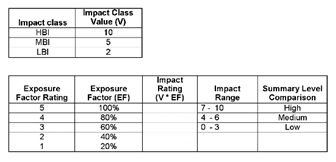 Impact class Impact Class Value (V)
HBI 10
MBI 5
LBI 2
Exposure Factor Rating Exposure Factor (EF) Impact Rating (V * EF) Impact Range Summary Level Comparison
5 100% 7 - 10 High
4 80% 4 - 6 Medium
3 60% 0 - 3 Low
2 40%
1 20%